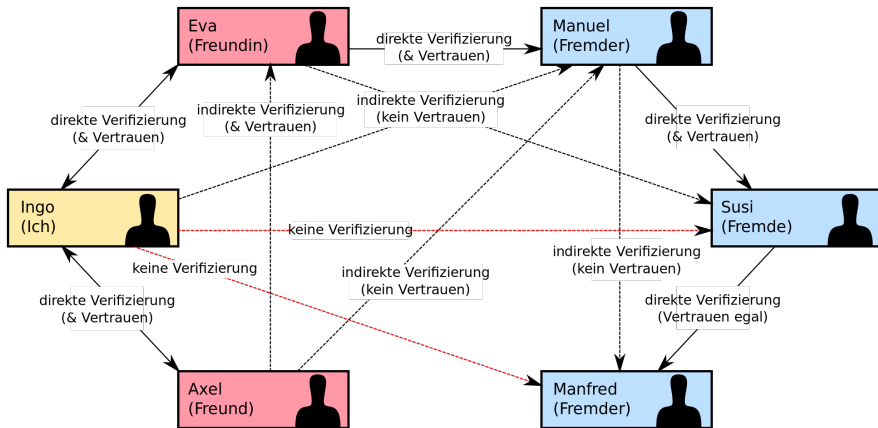 Eva
(Freundin)
Manuel
(Fremder)
direkte Verifizierung
(& Vertrauen)
indirekte Verifizierung
(& Vertrauen)
indirekte Verifizierung
(kein Vertrauen)
direkte Verifizierung
(& Vertrauen)
direkte Verifizierung
(& Vertrauen)
Ingo
(Ich)
Susi
(Fremde)
keine Verifizierung
keine Verifizierung
indirekte Verifizierung
(kein Vertrauen)
indirekte Verifizierung
(kein Vertrauen)
direkte Verifizierung
(& Vertrauen)
direkte Verifizierung
(Vertrauen egal)
Axel
(Freund)
Manfred
(Fremder)